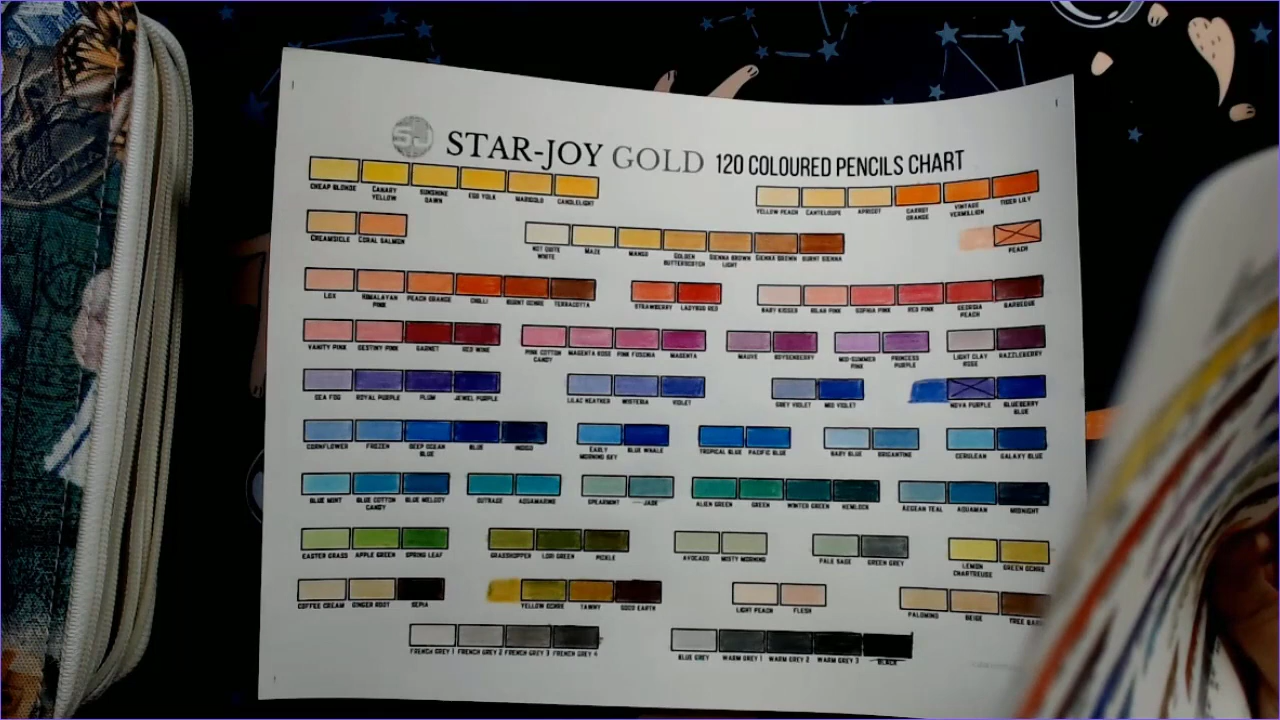 SJ STAR-JOY GOLD 120 COLOURED PENCILS CHART
CHEAP BLONDE CANARY YELLOW SUNSHINE DAWN EGG YOLK MARIGOLD CANDLELIGHT YELLOW PEACH CANTELOUPE APRICOT CARROT ORANGE VINTAGE VERMILLION TIGER LILY
CREAMSICLE CORAL SALMON NOT QUITE WHITE MAZE MANGO GOLDEN BUTTERSCOTCH SIENNA BROWN LIGHT SIENNA BROWN BURNT SIENNA PEACH
LOX HIMALAYAN PINK PEACH ORANGE CHILLI BURNT OCHRE TERRACOTTA STRAWBERRY LADYBUG RED BABY KISSES BLAH PINK SOPHIA PINK RED PINK GEORGIA PEACH BARBEQUE
VANITY PINK DESTINY PINK GARNET RED WINE PINK COTTON CANDY MAGENTA ROSE PINK FUSCHIA MAGENTA MAUVE BOYSENBERRY MID-SUMMER PINK PRINCESS PURPLE LIGHT CLAY ROSE RAZZLEBERRY
SEA FOG ROYAL PURPLE PLUM JEWEL PURPLE LILAC HEATHER WISTERIA VIOLET GREY VIOLET MID VIOLET NOVA PURPLE BLUEBERRY BLUE
CORNFLOWER FROZEN DEEP OCEAN BLUE BLUE INDIGO EARLY MORNING SKY BLUE WHALE TROPICAL BLUE PACIFIC BLUE BABY BLUE BRIGANTINE CERULEAN GALAXY BLUE
BLUE MINT BLUE COTTON CANDY BLUE MELODY OUTRAGE AQUAMARINE SPEARMINT JADE ALIEN GREEN GREEN WINTER GREEN HEMLOCK AEGEAN TEAL AQUAMAN MIDNIGHT
EASTER GRASS APPLE GREEN SPRING LEAF GRASSHOPPER LORI GREEN PICKLE AVOCADO MISTY MORNING PALE SAGE GREEN GREY LEMON CHARTREUSE GREEN OCHRE
COFFEE CREAM GINGER ROOT SEPIA YELLOW OCHRE TAWNY GOOD EARTH LIGHT PEACH FLESH PALOMINO BEIGE TREE
FRENCH GREY 1 FRENCH GREY 2 FRENCH GREY 3 FRENCH GREY 4 BLUE GREY WARM GREY 1 WARM GREY 2 WARM GREY 3 BLACK